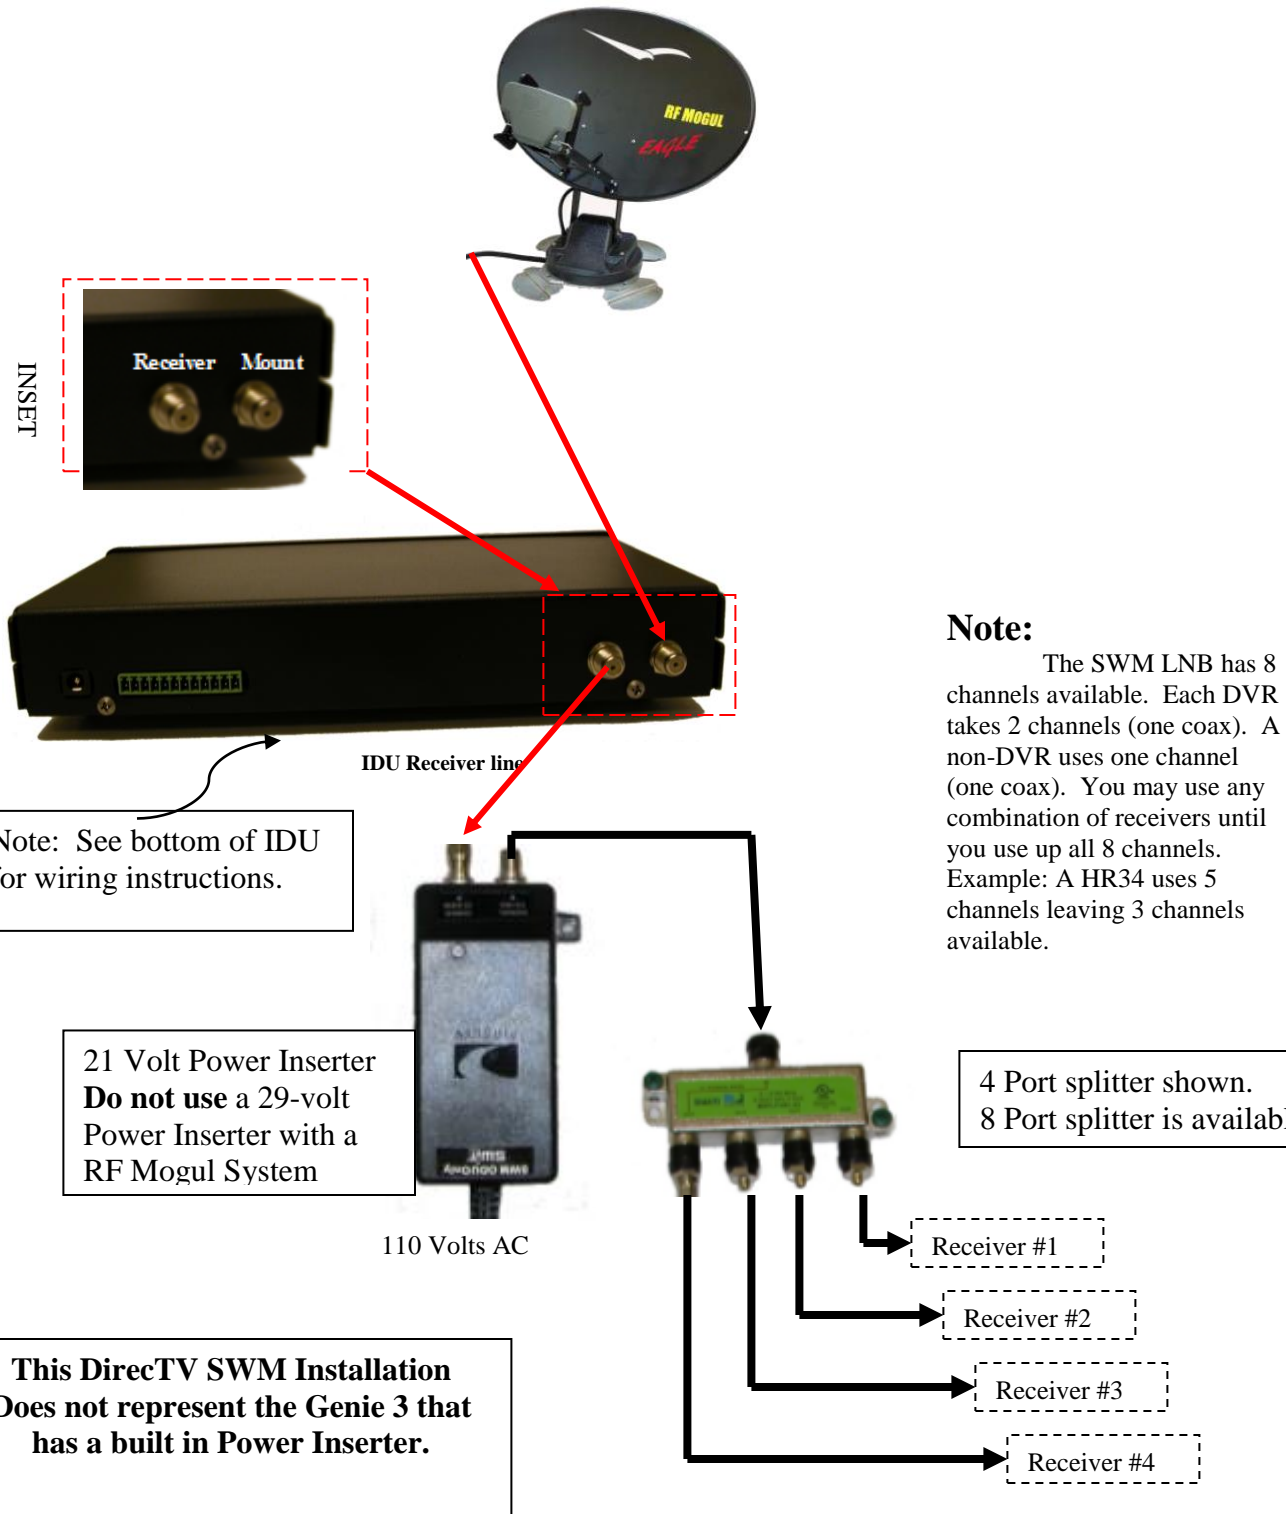 RF MOGUL
EAGLE
INSET
Receiver Mount
Note:
The SWM LNB has 8
channels available. Each DVR
takes 2 channels (one coax). A
non-DVR uses one channel
(one coax). You may use any
combination of receivers until
you use up all 8 channels.
Example: A HR34 uses 5
channels leaving 3 channels
available.
IDU Receiver line
Note: See bottom of IDU
for wiring instructions.
21 Volt Power Inserter
Do not use a 29-volt
Power Inserter with a
RF Mogul System
SWM ODU Only
110 Volts AC
4 Port splitter shown.
8 Port splitter is availabl
Receiver #1
Receiver #2
Receiver #3
Receiver #4
This DirecTV SWM Installation
Does not represent the Genie 3 that
has a built in Power Inserter.